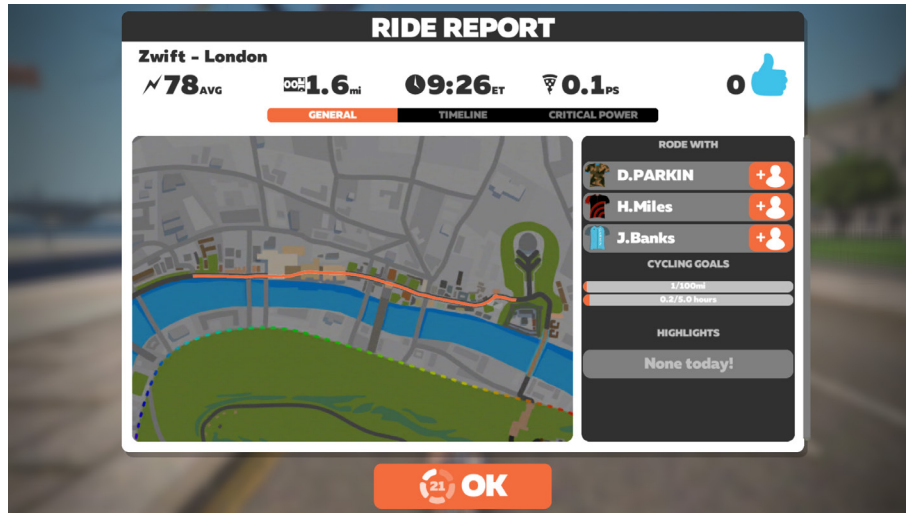 RIDE REPORT
Zwift - London
78AVG 1.6mi 9:26ET 0.1PS 0
GENERAL TIMELINE CRITICAL POWER
RODE WITH
D.PARKIN
H.Miles
J.Banks
CYCLING GOALS
1/100mi
0.2/5.0 hours
HIGHLIGHTS
None today!
21 OK